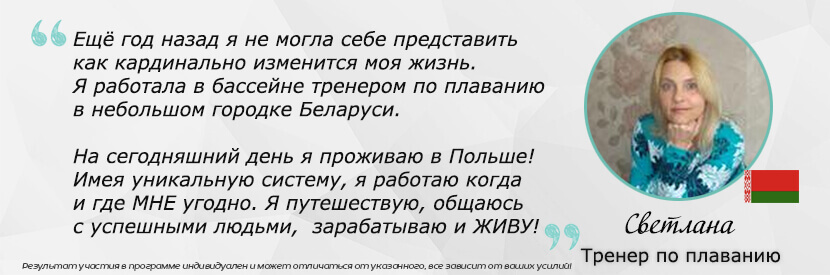 Ещё год назад я не могла себе представить
как кардинально изменится моя жизнь.
Я работала в бассейне тренером по плаванию
в небольшом городке Беларуси.
На сегодняшний день я проживаю в Польше!
Имея уникальную систему, я работаю когда
и где МНЕ угодно. Я путешествую, общаюсь
с успешными людьми, зарабатываю и ЖИВУ!
Светлана
Тренер по плаванию
Результат участия в программе индивидуален и может отличаться от указанного, все зависит от ваших усилий!